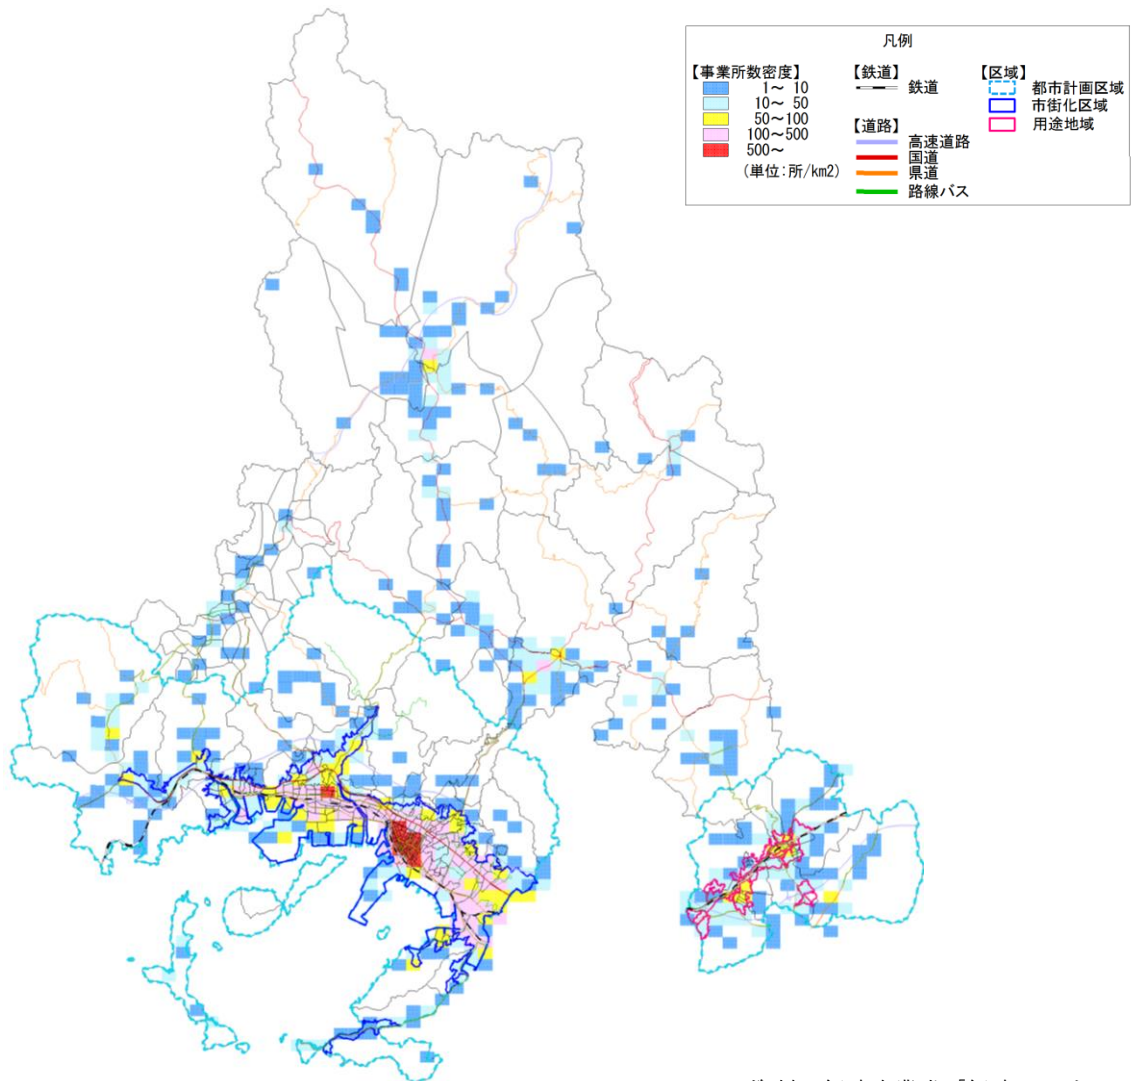 凡例
【事業所数密度】
1～ 10
10～ 50
50～100
100～500
500～
(単位:所/km2)
【鉄道】
鉄道
【道路】
高速道路
国道
県道
路線バス
【区域】
都市計画区域
市街化区域
用途地域